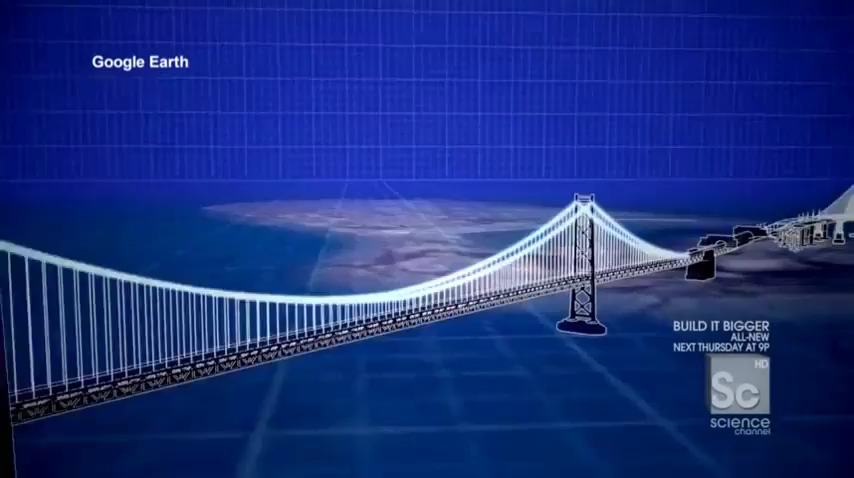 Google Earth
BUILD IT BIGGER
ALL-NEW
NEXT THURSDAY AT 9P
HD
Sc
science
channel